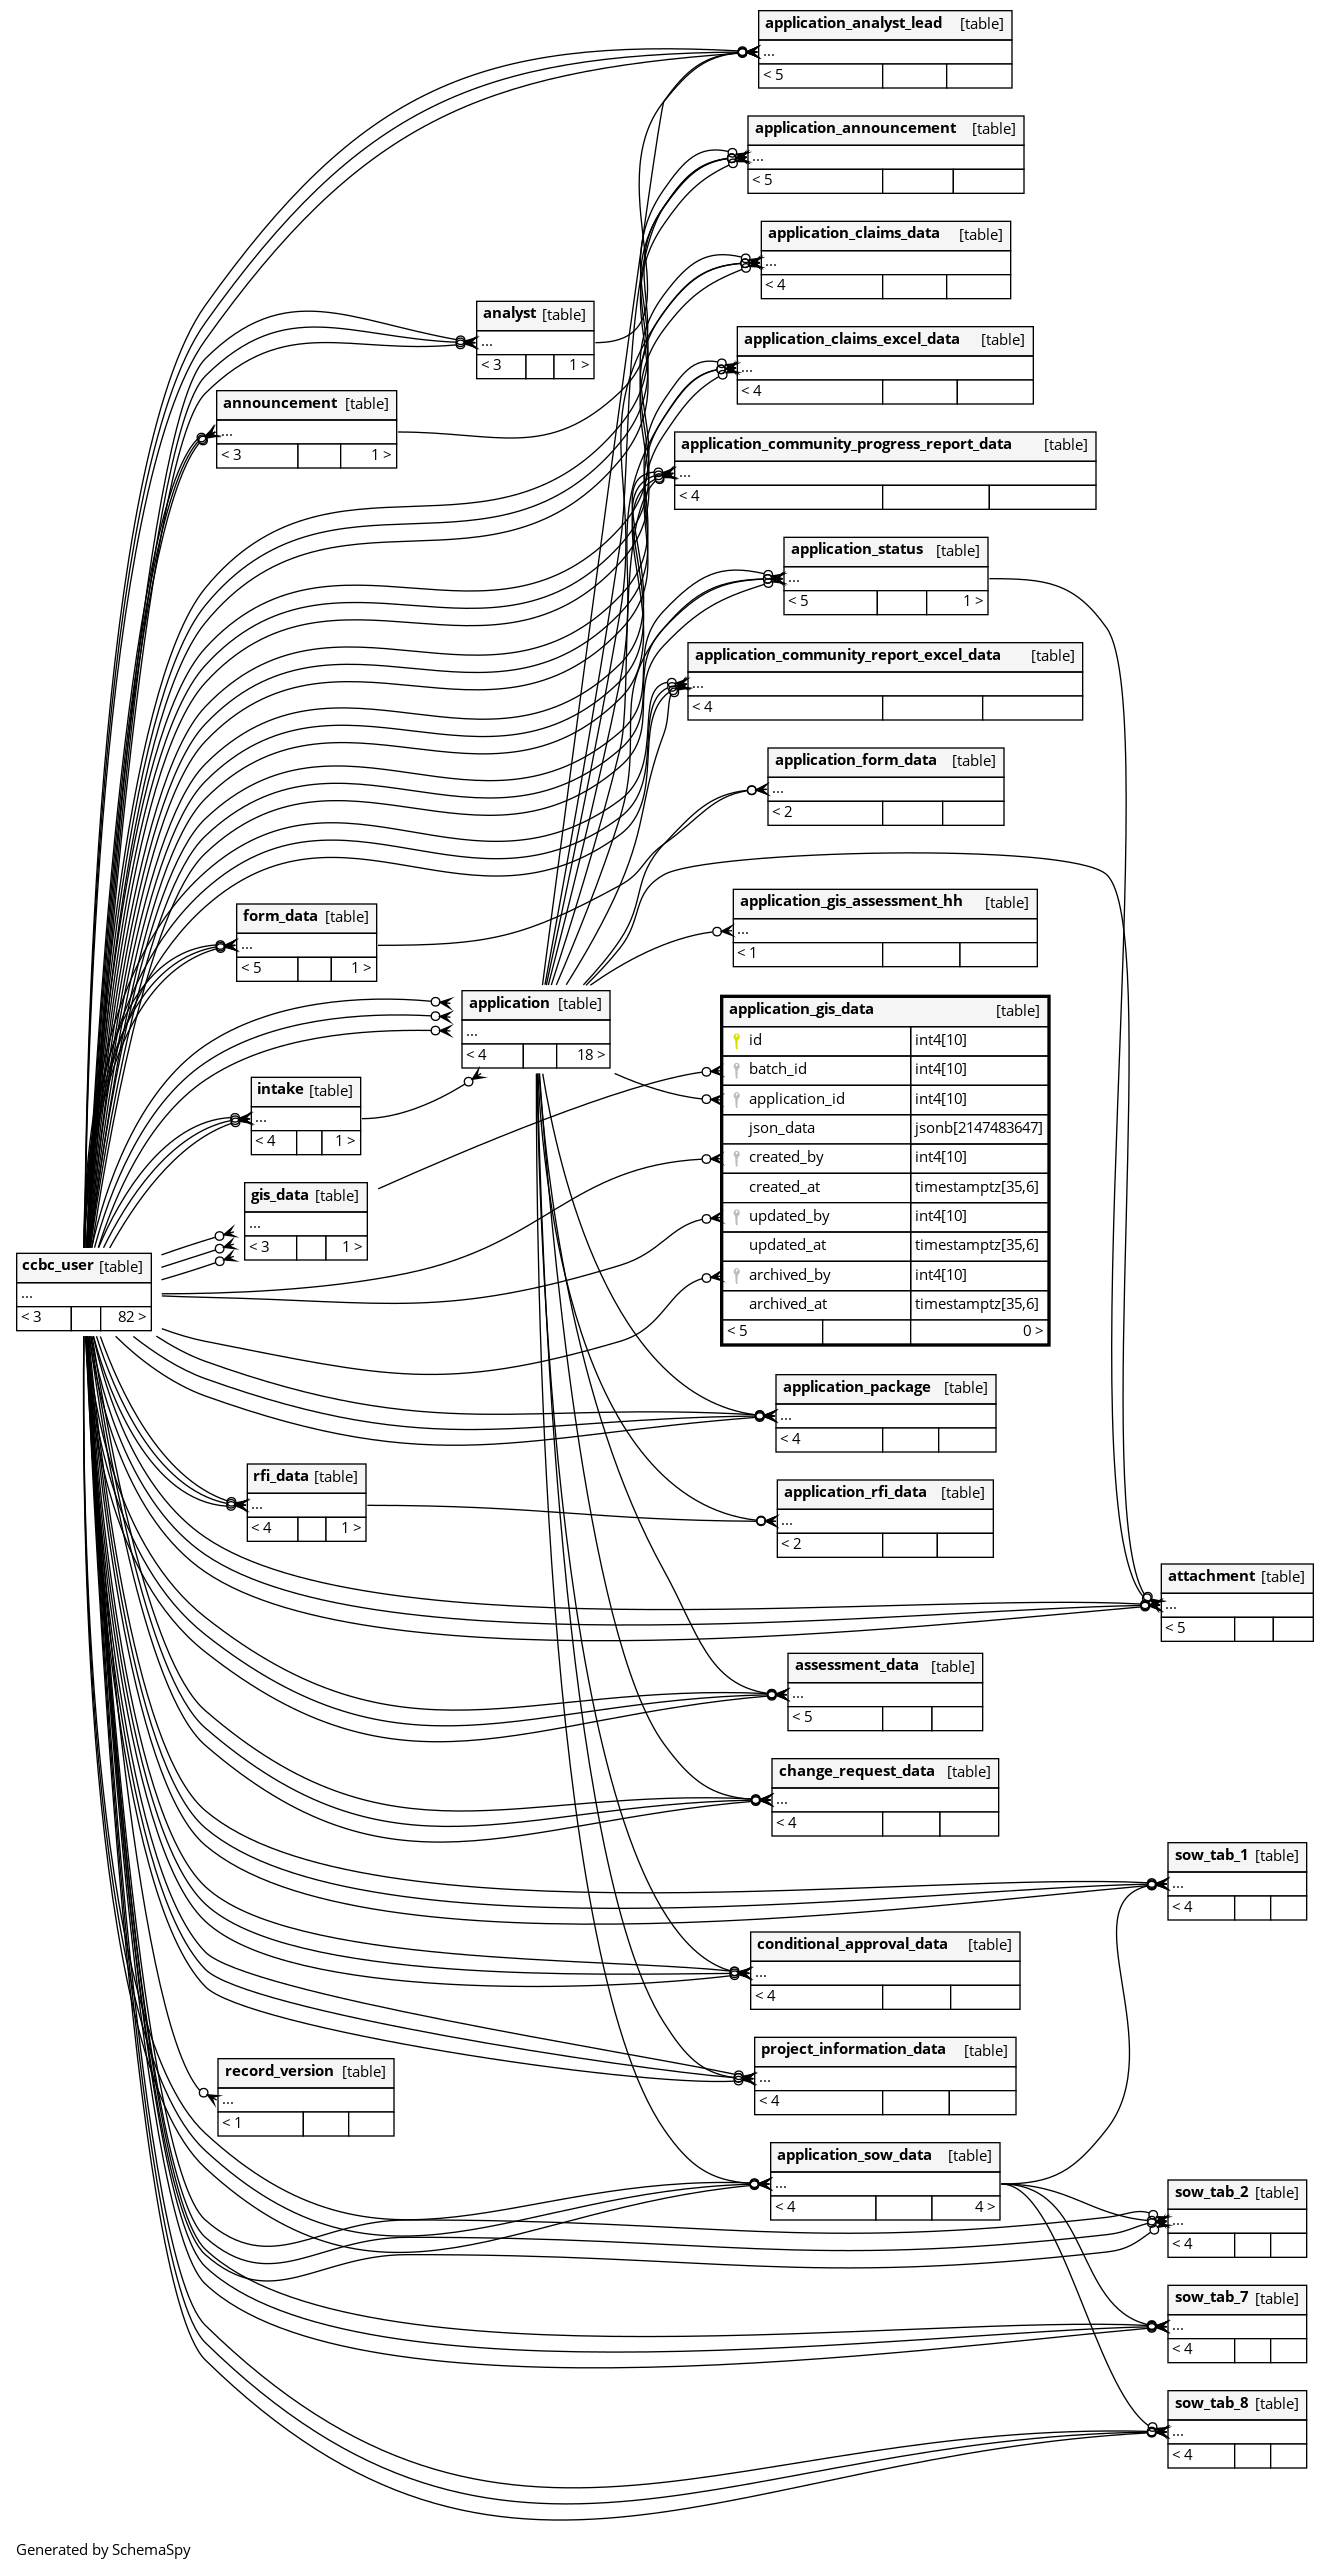 application_analyst_lead [table]
...
< 5
application_announcement [table]
...
< 5
application_claims_data [table]
...
< 4
analyst [table]
...
< 3 1 >
application_claims_excel_data [table]
...
< 4
announcement [table]
...
< 3 1 >
application_community_progress_report_data [table]
...
< 4
application_status [table]
...
< 5 1 >
application_community_report_excel_data [table]
...
< 4
application_form_data [table]
...
< 2
form_data [table]
...
< 5 1 >
application_gis_assessment_hh [table]
...
< 1
application [table]
...
< 4 18 >
application_gis_data [table]
id int4[10]
batch_id int4[10]
application_id int4[10]
json_data jsonb[2147483647]
created_by int4[10]
created_at timestamptz[35,6]
updated_by int4[10]
updated_at timestamptz[35,6]
archived_by int4[10]
archived_at timestamptz[35,6]
< 5 0 >
intake [table]
...
< 4 1 >
gis_data [table]
...
< 3 1 >
ccbc_user [table]
...
< 3 82 >
application_package [table]
...
< 4
rfi_data [table]
...
< 4 1 >
application_rfi_data [table]
...
< 2
attachment [table]
...
< 5
assessment_data [table]
...
< 5
change_request_data [table]
...
< 4
sow_tab_1 [table]
...
< 4
conditional_approval_data [table]
...
< 4
project_information_data [table]
...
< 4
record_version [table]
...
< 1
application_sow_data [table]
...
< 4 4 >
sow_tab_2 [table]
...
< 4
sow_tab_7 [table]
...
< 4
sow_tab_8 [table]
...
< 4
Generated by SchemaSpy